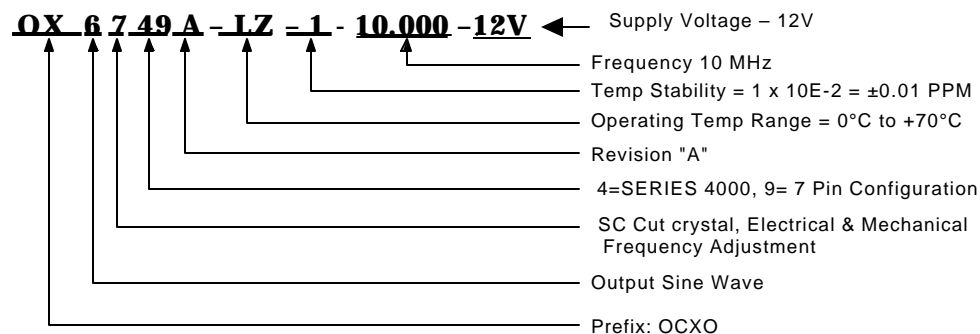 OX 6 7 49 A – LZ – 1 - 10.000 –12V
Supply Voltage – 12V
Frequency 10 MHz
Temp Stability = 1 x 10E-2 = ±0.01 PPM
Operating Temp Range = 0°C to +70°C
Revision "A"
4=SERIES 4000, 9= 7 Pin Configuration
SC Cut crystal, Electrical & Mechanical
Frequency Adjustment
Output Sine Wave
Prefix: OCXO